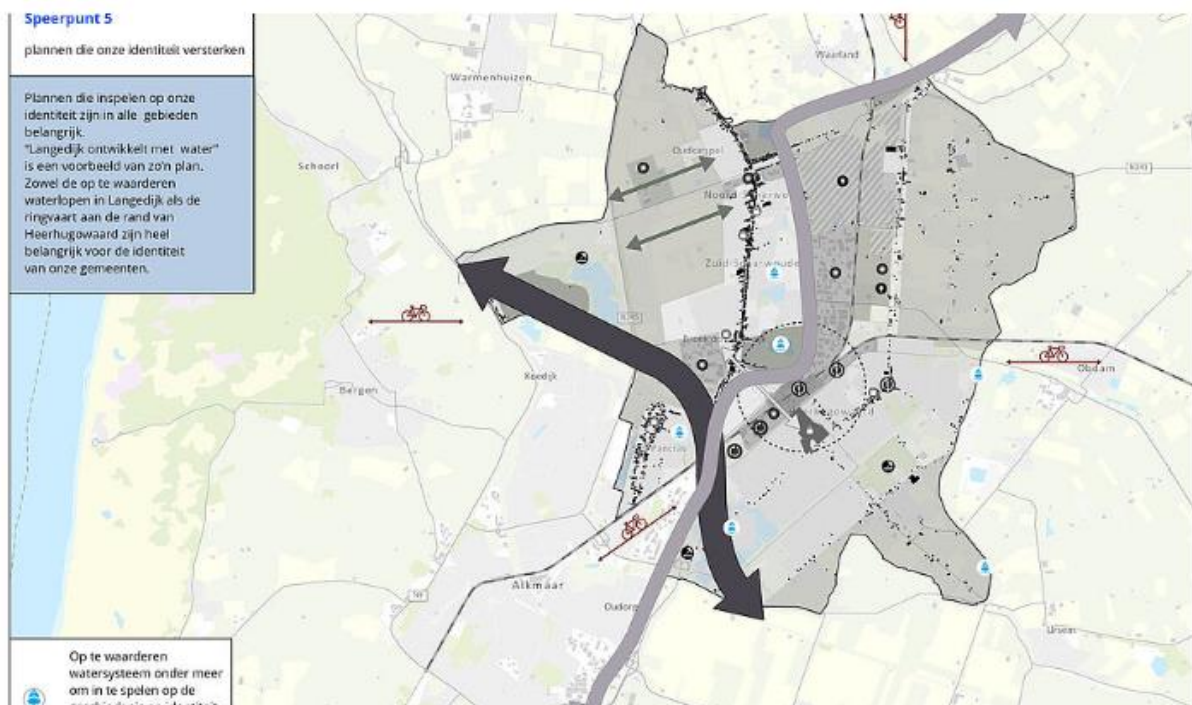 Speerpunt 5
plannen die onze identiteit versterken
Plannen die inspelen op onze
identiteit zijn in alle gebieden
belangrijk.
"Langedijk ontwikkelt met water"
is een voorbeeld van zo'n plan.
Zowel de op te waarderen
waterlopen in Langedijk als de
ringvaart aan de rand van
Heerhugowaard zijn heel
belangrijk voor de identiteit
van onze gemeenten.
Waarland
Warmenhuizen
Schoorl
Oudkarspel
Koedijk
Bergen
Obdam
Alkmaar
Oudorp
Ursem
Op te waarderen
watersysteem onder meer
om in te spelen op de